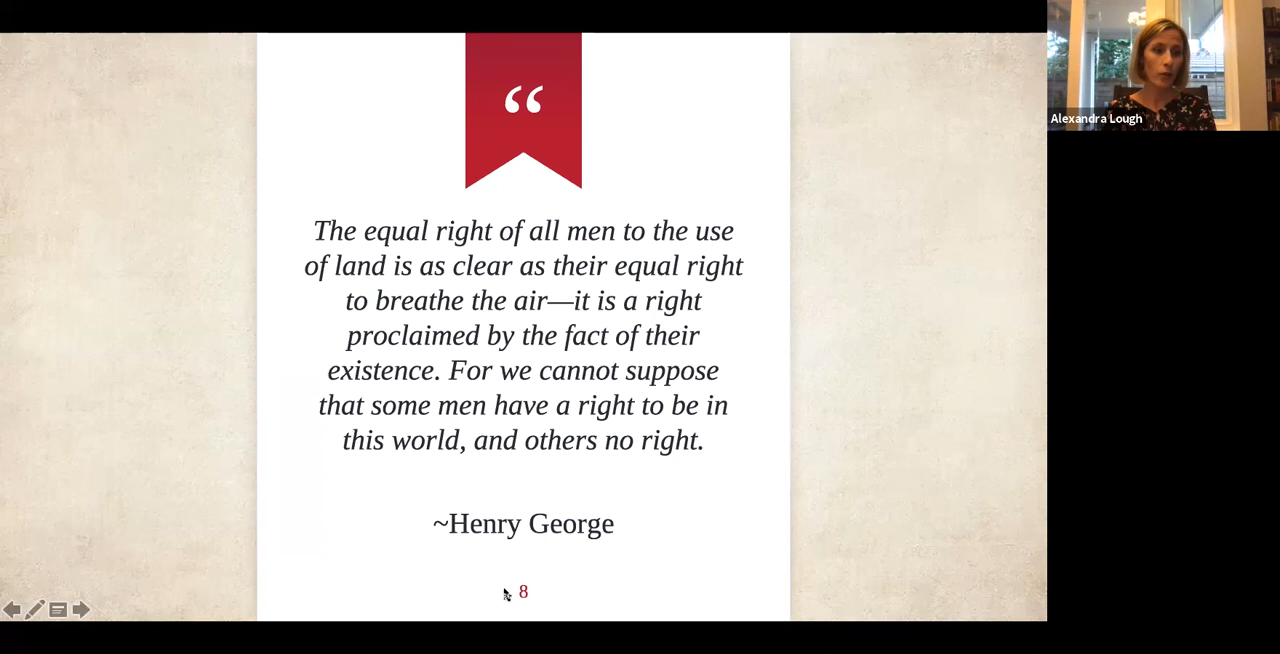 “
The equal right of all men to the use
of land is as clear as their equal right
to breathe the air—it is a right
proclaimed by the fact of their
existence. For we cannot suppose
that some men have a right to be in
this world, and others no right.
~Henry George
8
Alexandra Lough